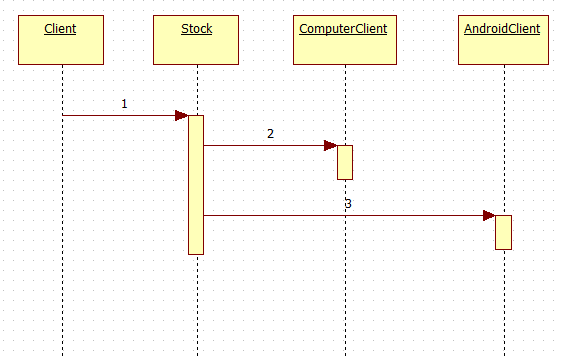 Client
Stock
ComputerClient
AndroidClient
1
2
3